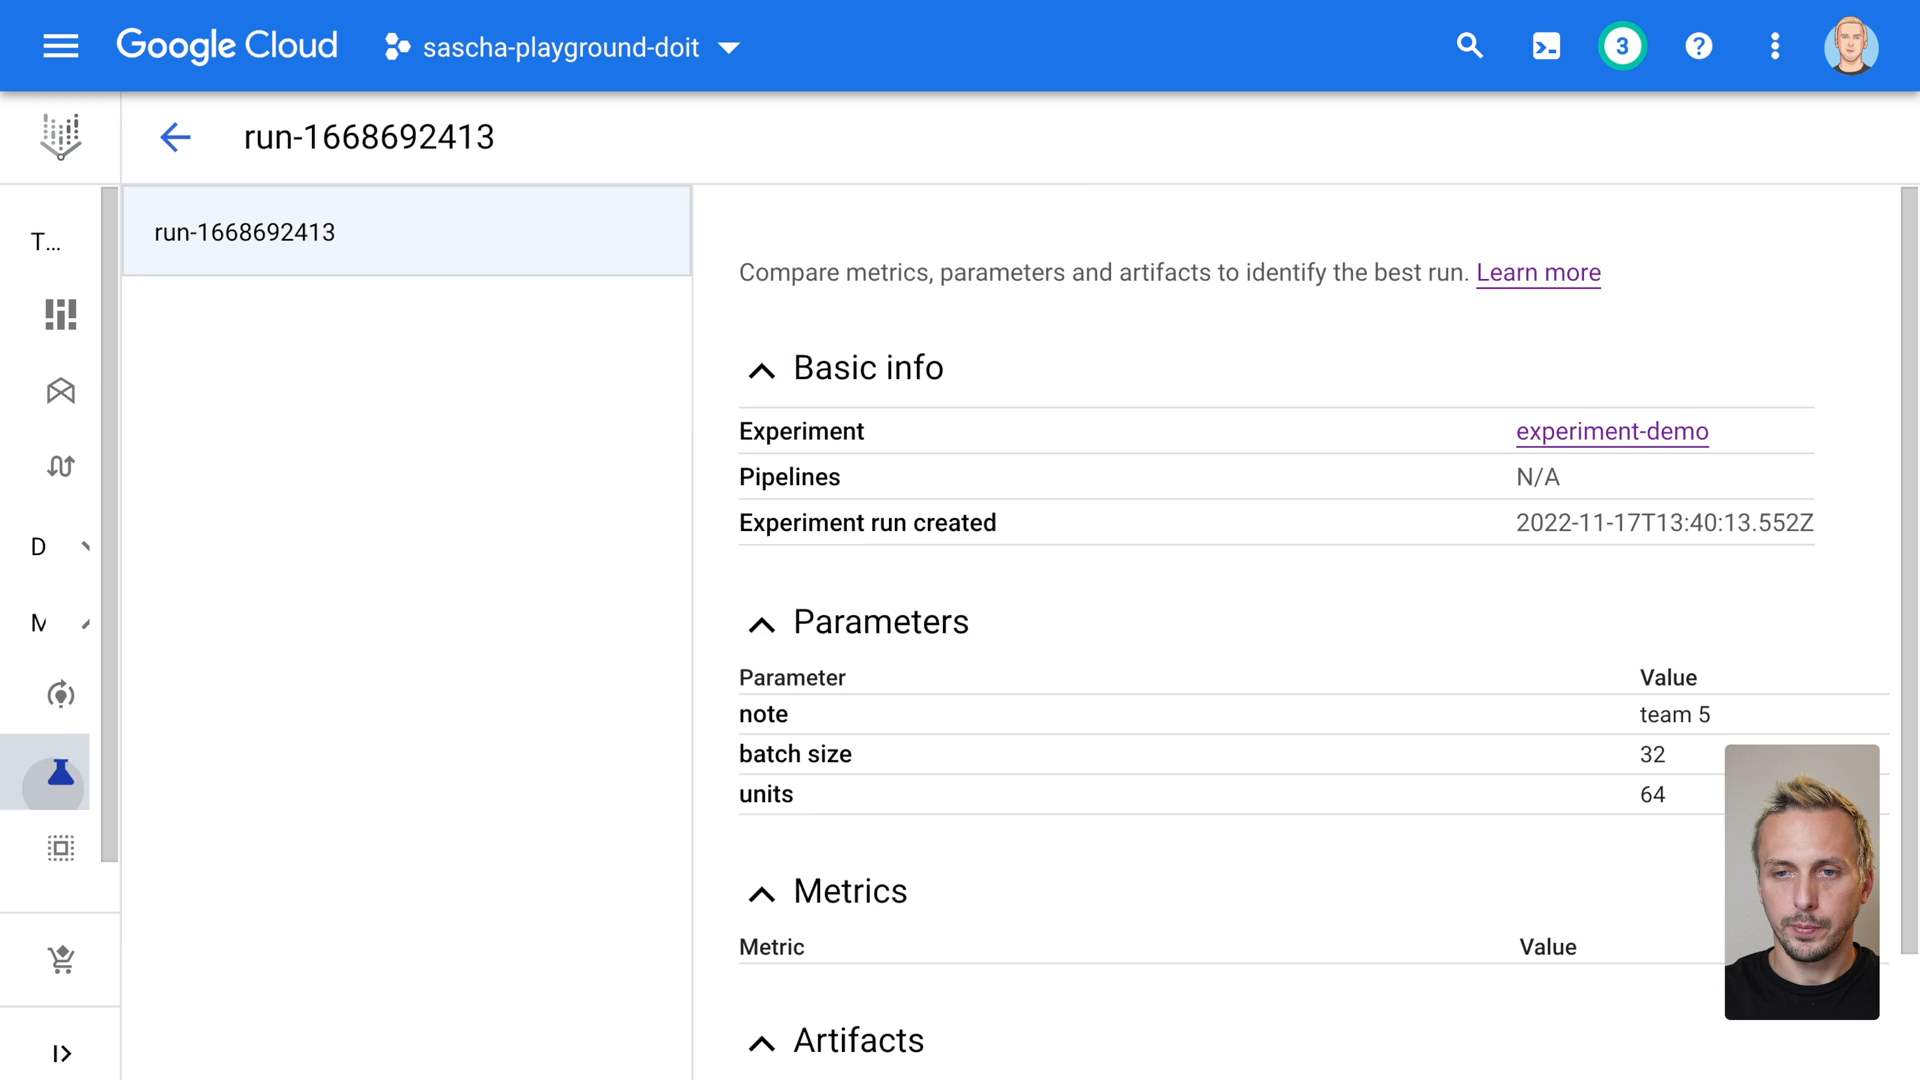 Google Cloud
sascha-playground-doit
3
run-1668692413
T...
D
M
run-1668692413
Compare metrics, parameters and artifacts to identify the best run. Learn more
Basic info
Experiment experiment-demo
Pipelines N/A
Experiment run created 2022-11-17T13:40:13.552Z
Parameters
Parameter Value
note team 5
batch size 32
units 64
Metrics
Metric Value
Artifacts